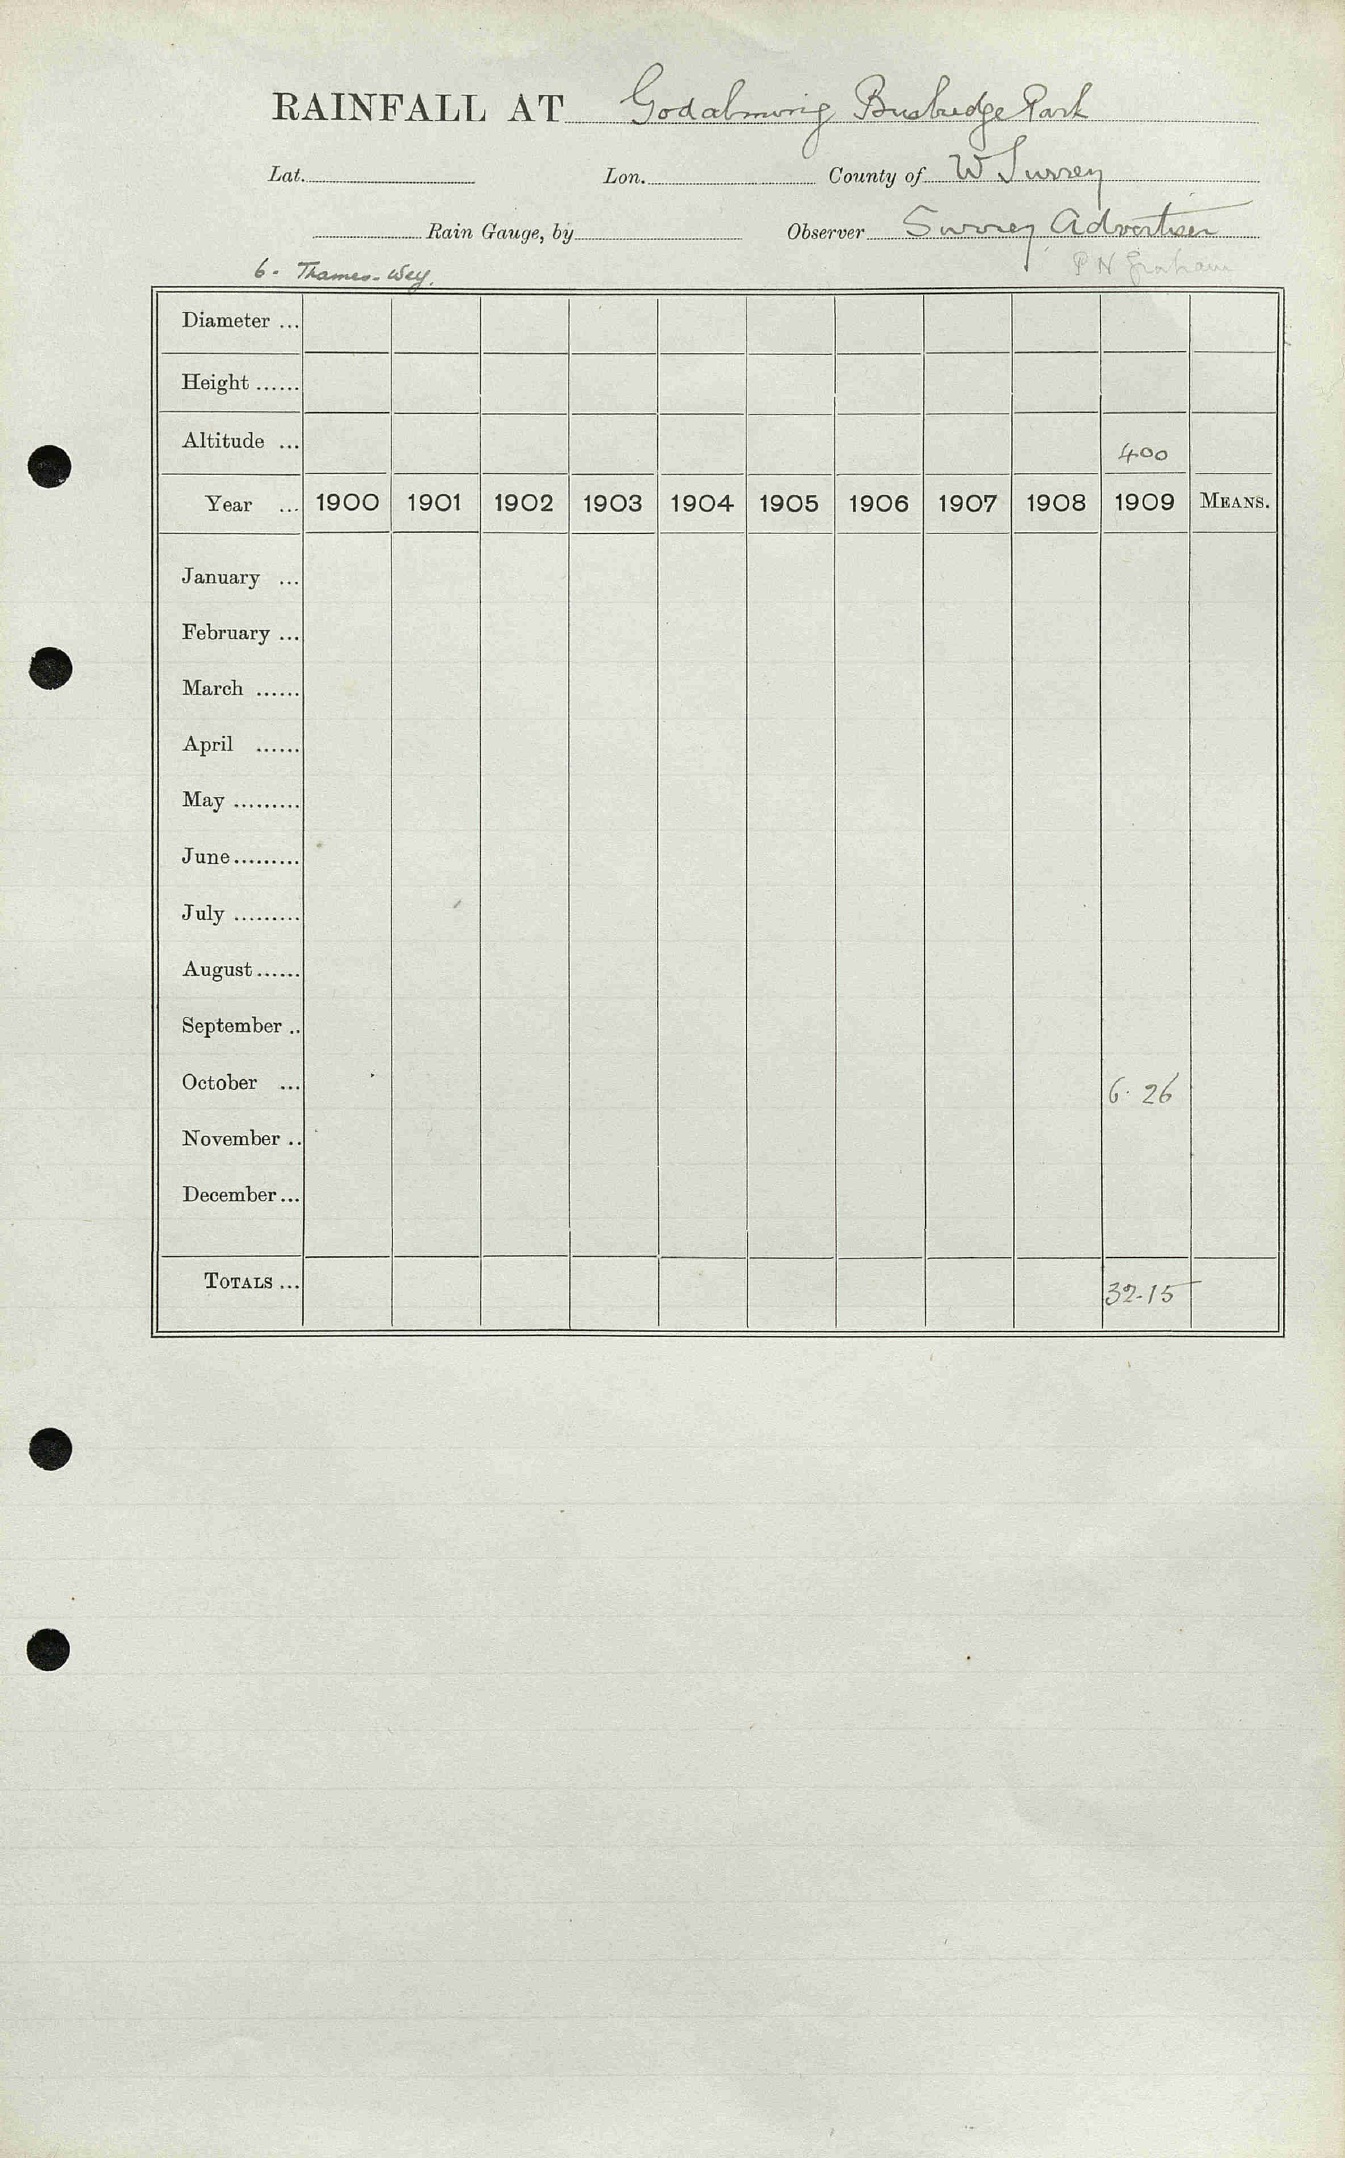 RAINFALL AT Godalming Busbridge Park
Lat. Lon. County of W Surrey
Rain Gauge, by Observer Surrey Advertiser
6 - Thames-Wey. P N Graham
Diameter ...
Height ......
Altitude ... 400
Year ... 1900 1901 1902 1903 1904 1905 1906 1907 1908 1909 MEANS.
January ...
February ...
March ......
April ......
May .........
June.........
July .........
August......
September ..
October ... 6.26
November ..
December...
TOTALS ... 32.15